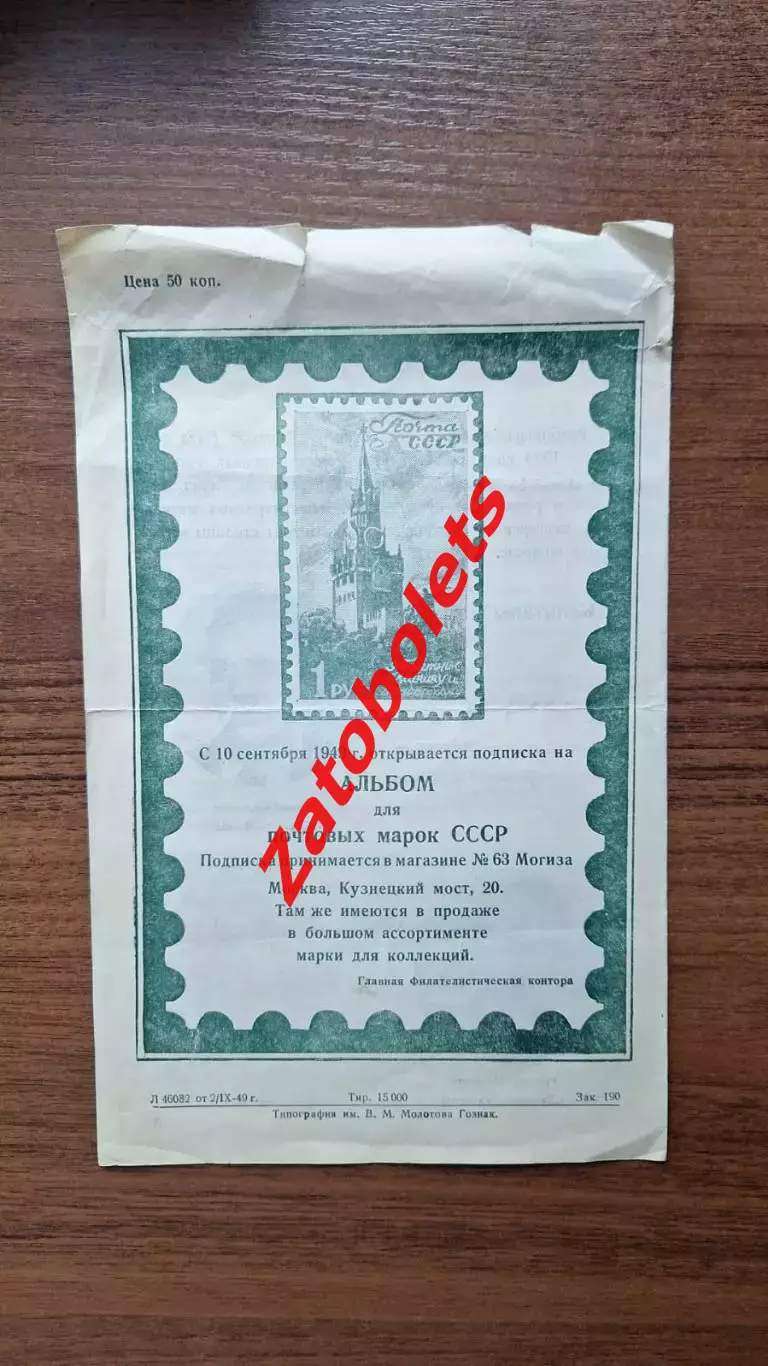 Цена 50 коп.
Почта
СССР
1 РУ
С 10 сентября 1949 г. открывается подписка на
АЛЬБОМ
для
почтовых марок СССР
Подписка принимается в магазине № 63 Могиза
Москва, Кузнецкий мост, 20.
Там же имеются в продаже
в большом ассортименте
марки для коллекций.
Главная Филателистическая контора
Л 46082 от 2/IX-49 г. Тир. 15 000 Зак. 190
Типография им. В. М. Молотова Гознак.
Zatobolets